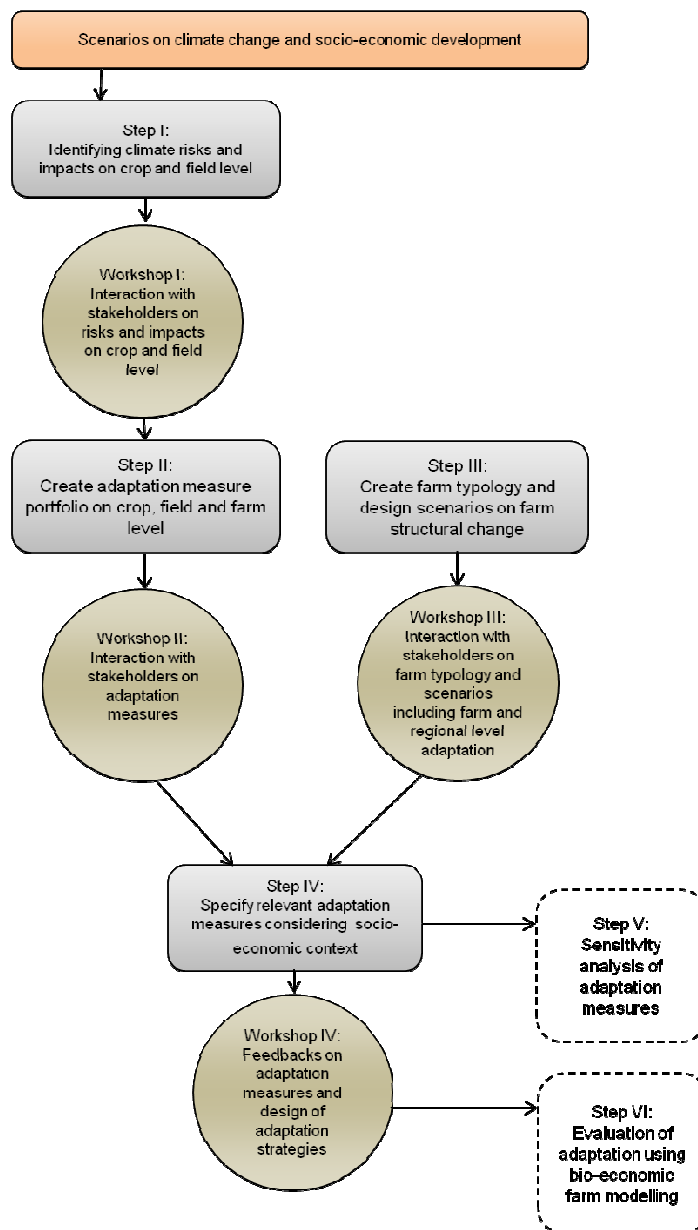 Scenarios on climate change and socio-economic development
Step I:
Identifying climate risks and
impacts on crop and field level
Workshop I:
Interaction with
stakeholders on
risks and impacts
on crop and field
level
Step II:
Create adaptation measure
portfolio on crop, field and farm
level
Step III:
Create farm typology and
design scenarios on farm
structural change
Workshop II:
Interaction with
stakeholders on
adaptation
measures
Workshop III:
Interaction with
stakeholders on
farm typology and
scenarios
including farm and
regional level
adaptation
Step IV:
Specify relevant adaptation
measures considering socio-
economic context
Step V:
Sensitivity
analysis of
adaptation
measures
Workshop IV:
Feedbacks on
adaptation
measures and
design of
adaptation
strategies
Step VI:
Evaluation of
adaptation using
bio-economic
farm modelling